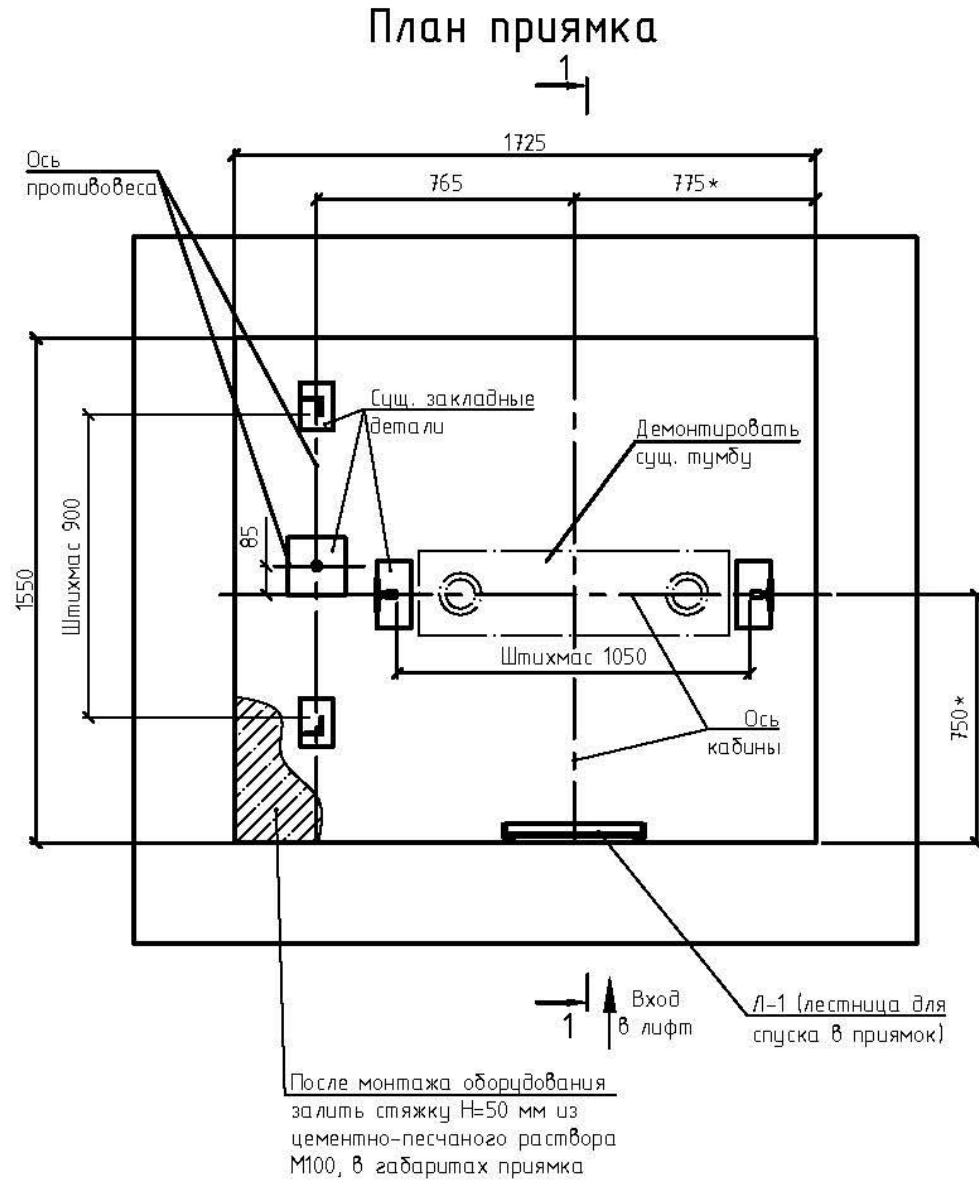 План приямка
1
1725
Ось
противовеса
765
775*
Сущ. закладные
детали
Демонтировать
сущ. тумбу
Штихмас 900
85
1550
Штихмас 1050
Ось
кабины
750*
1
Вход
в лифт
Л-1 (лестница для
спуска в приямок)
После монтажа оборудования
залить стяжку Н=50 мм из
цементно-песчаного раствора
М100, в габаритах приямка